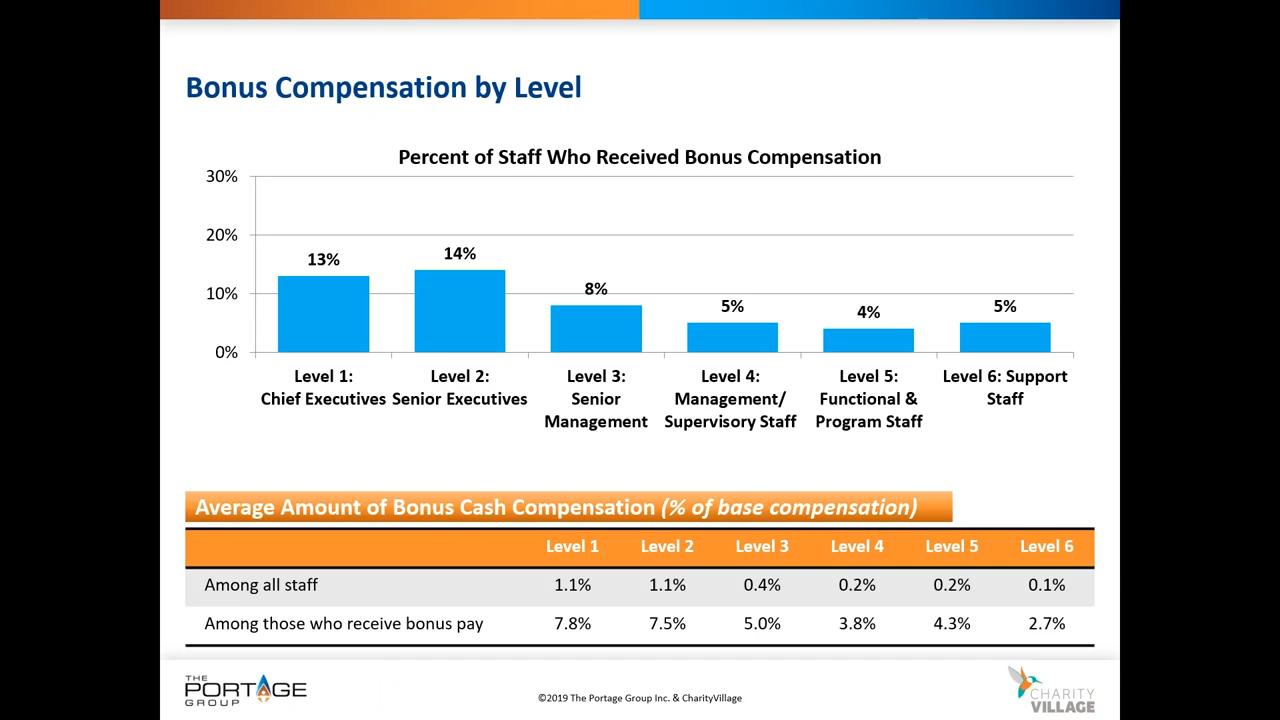 Bonus Compensation by Level
Percent of Staff Who Received Bonus Compensation
30%
20%
10%
0%
13%
14%
8%
5%
4%
5%
Level 1:
Chief Executives
Level 2:
Senior Executives
Level 3:
Senior
Management
Level 4:
Management/
Supervisory Staff
Level 5:
Functional &
Program Staff
Level 6: Support
Staff
Average Amount of Bonus Cash Compensation (% of base compensation)
Level 1 Level 2 Level 3 Level 4 Level 5 Level 6
Among all staff 1.1% 1.1% 0.4% 0.2% 0.2% 0.1%
Among those who receive bonus pay 7.8% 7.5% 5.0% 3.8% 4.3% 2.7%
THE
PORTAGE
GROUP
©2019 The Portage Group Inc. & CharityVillage
CHARITY
VILLAGE